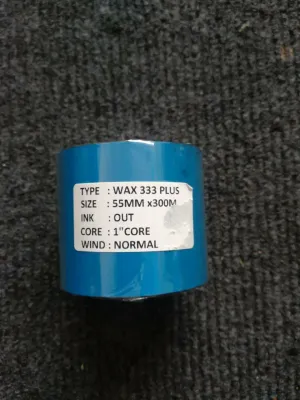 TYPE : WAX 333 PLUS
SIZE : 55MM x300M
INK : OUT
CORE : 1"CORE
WIND : NORMAL